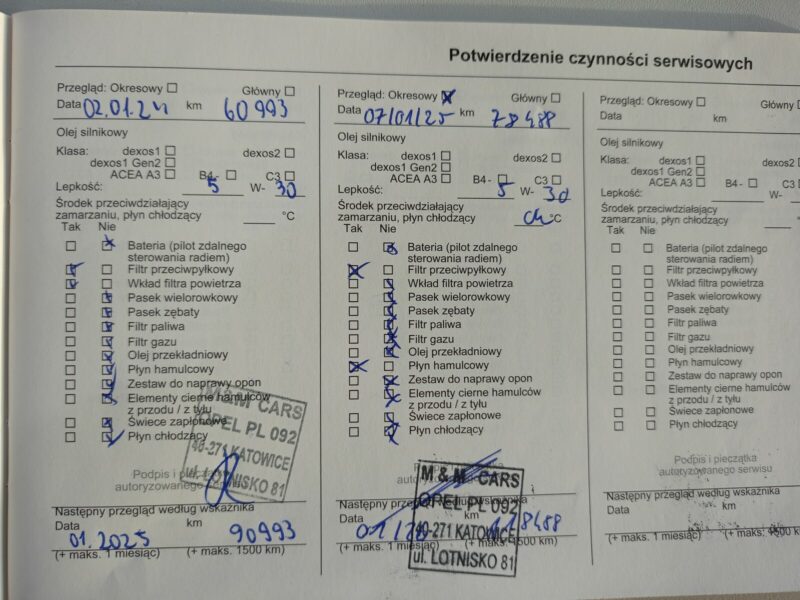 Potwierdzenie czynności serwisowych
Przegląd: Okresowy ☐ Główny ☐
Data 02.01.24 km 60993
Olej silnikowy
Klasa: dexos1 ☐ dexos2 ☐
dexos1 Gen2 ☐
ACEA A3 ☐ B4- ☐ C3 ☐
Lepkość: 5 W- 30
Środek przeciwdziałający
zamarzaniu, płyn chłodzący °C
Tak Nie
Bateria (pilot zdalnego
sterowania radiem)
Filtr przeciwpyłkowy
Wkład filtra powietrza
Pasek wielorowkowy
Pasek zębaty
Filtr paliwa
Filtr gazu
Olej przekładniowy
Płyn hamulcowy
Zestaw do naprawy opon
Elementy cierne hamulców
z przodu / z tyłu
Świece zapłonowe
Płyn chłodzący
M&M CARS
OPEL PL 092
40-271 KATOWICE
ul. LOTNISKO 81
Podpis i
autoryzowanego
Następny przegląd według wskaźnika
Data km
01.2025 90993
(+ maks. 1 miesiąc) (+ maks. 1500 km)
Przegląd: Okresowy ☒ Główny ☐
Data 07/01/25 km 78488
Olej silnikowy
Klasa: dexos1 ☐ dexos2 ☐
dexos1 Gen2 ☐
ACEA A3 ☐ B4- ☐ C3 ☐
Lepkość: 5 W- 30
Środek przeciwdziałający
zamarzaniu, płyn chłodzący °C
Tak Nie
Bateria (pilot zdalnego
sterowania radiem)
Filtr przeciwpyłkowy
Wkład filtra powietrza
Pasek wielorowkowy
Pasek zębaty
Filtr paliwa
Filtr gazu
Olej przekładniowy
Płyn hamulcowy
Zestaw do naprawy opon
Elementy cierne hamulców
z przodu / z tyłu
Świece zapłonowe
Płyn chłodzący
M & M CARS
OPEL PL 092
40-271 KATOWICE
ul. LOTNISKO 81
Następny przegląd według wskaźnika
Data km
(+ maks. 1 miesiąc) (+ maks. 1500 km)
Przegląd: Okresowy ☐ Główny
Data km
Olej silnikowy
Klasa: dexos1 ☐ dexos2
dexos1 Gen2 ☐
ACEA A3 ☐ B4- ☐ C3
Lepkość: W-
Środek przeciwdziałający
zamarzaniu, płyn chłodzący
Tak Nie
Bateria (pilot zdalnego
sterowania radiem)
Filtr przeciwpyłkowy
Wkład filtra powietrza
Pasek wielorowkowy
Pasek zębaty
Filtr paliwa
Filtr gazu
Olej przekładniowy
Płyn hamulcowy
Zestaw do naprawy opon
Elementy cierne hamulców
z przodu / z tyłu
Świece zapłonowe
Płyn chłodzący
Podpis i pieczątka
autoryzowanego serwisu
Następny przegląd według wskaźnika
Data km
(+ maks. 1 miesiąc) (+ maks. 1500 km)